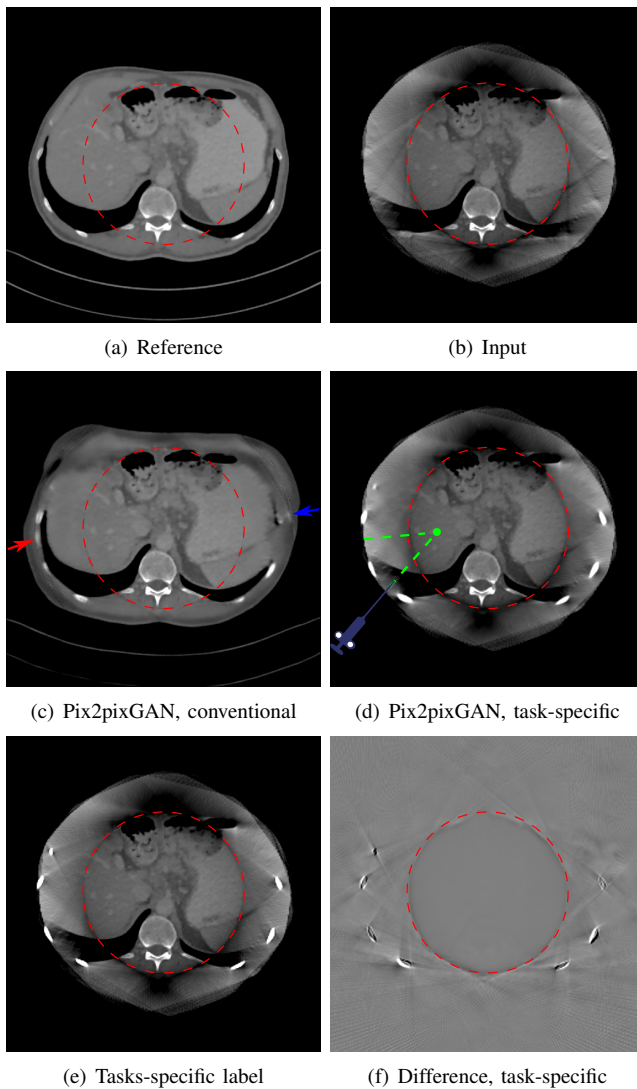 (a) Reference
(b) Input
(c) Pix2pixGAN, conventional
(d) Pix2pixGAN, task-specific
(e) Tasks-specific label
(f) Difference, task-specific